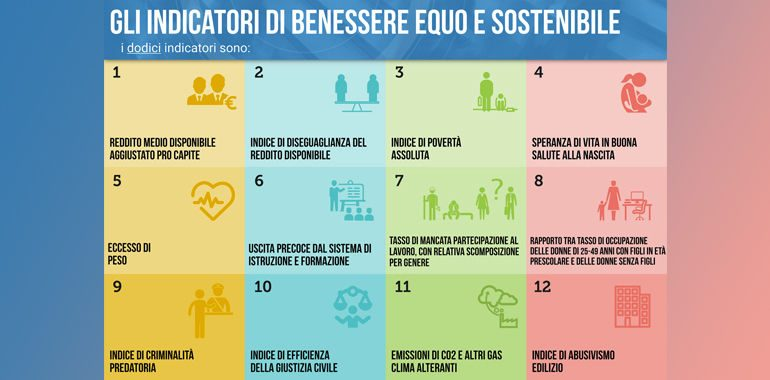 GLI INDICATORI DI BENESSERE EQUO E SOSTENIBILE
i dodici indicatori sono:
1
REDDITO MEDIO DISPONIBILE
AGGIUSTATO PRO CAPITE
2
INDICE DI DISEGUAGLIANZA DEL
REDDITO DISPONIBILE
3
INDICE DI POVERTÀ
ASSOLUTA
4
SPERANZA DI VITA IN BUONA
SALUTE ALLA NASCITA
5
ECCESSO DI
PESO
6
USCITA PRECOCE DAL SISTEMA DI
ISTRUZIONE E FORMAZIONE
7
TASSO DI MANCATA PARTECIPAZIONE AL
LAVORO, CON RELATIVA SCOMPOSIZIONE
PER GENERE
8
RAPPORTO TRA TASSO DI OCCUPAZIONE
DELLE DONNE DI 25-49 ANNI CON FIGLI IN ETÀ
PRESCOLARE E DELLE DONNE SENZA FIGLI
9
INDICE DI CRIMINALITÀ
PREDATORIA
10
INDICE DI EFFICIENZA
DELLA GIUSTIZIA CIVILE
11
EMISSIONI DI CO2 E ALTRI GAS
CLIMA ALTERANTI
12
INDICE DI ABUSIVISMO
EDILIZIO